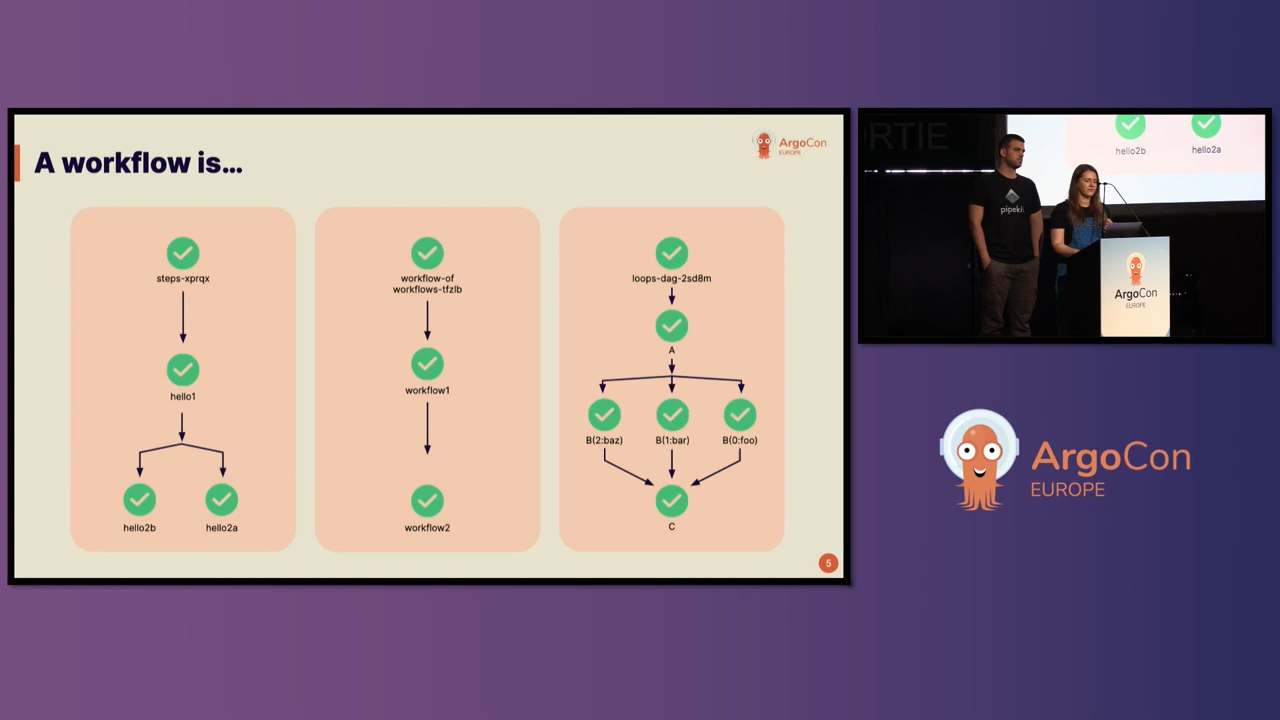 A workflow is...
ArgoCon
EUROPE
steps-xprqx
hello1
hello2b
hello2a
workflow-of
workflows-tfzlb
workflow1
workflow2
loops-dag-2sd8m
A
B(2:baz)
B(1:bar)
B(0:foo)
C
5
RTIE
hello2b
hello2a
pipekit
ArgoCon
EUROPE
ArgoCon
EUROPE